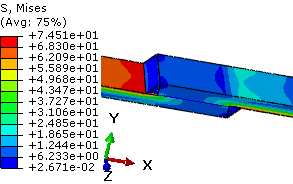 S, Mises
(Avg: 75%)
+7.451e+01
+6.830e+01
+6.209e+01
+5.589e+01
+4.968e+01
+4.347e+01
+3.727e+01
+3.106e+01
+2.485e+01
+1.865e+01
+1.244e+01
+6.233e+00
+2.671e-02
Y
X
Z